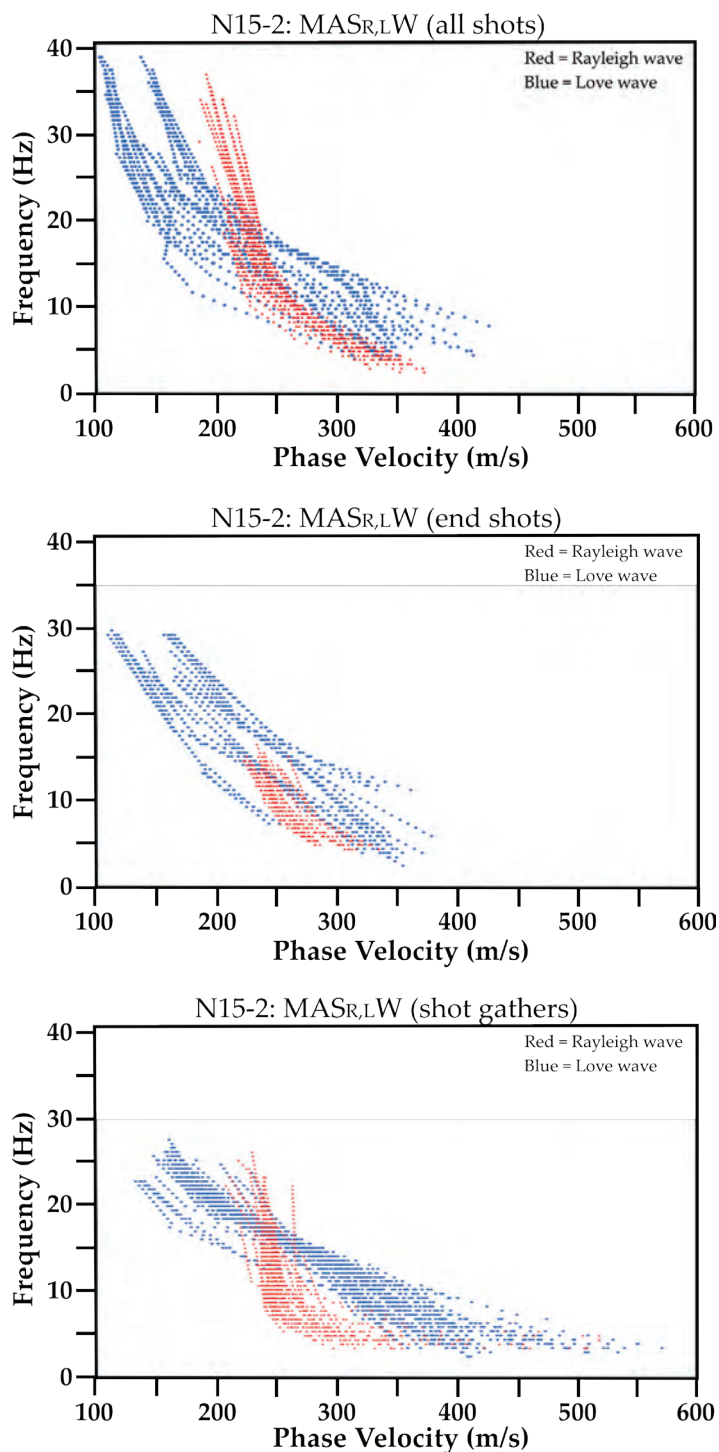 N15-2: MASR,LW (all shots)
Red = Rayleigh wave
Blue = Love wave
40
30
20
10
0
Frequency (Hz)
100 200 300 400 500 600
Phase Velocity (m/s)
N15-2: MASR,LW (end shots)
Red = Rayleigh wave
Blue = Love wave
40
30
20
10
0
Frequency (Hz)
100 200 300 400 500 600
Phase Velocity (m/s)
N15-2: MASR,LW (shot gathers)
Red = Rayleigh wave
Blue = Love wave
40
30
20
10
0
Frequency (Hz)
100 200 300 400 500 600
Phase Velocity (m/s)